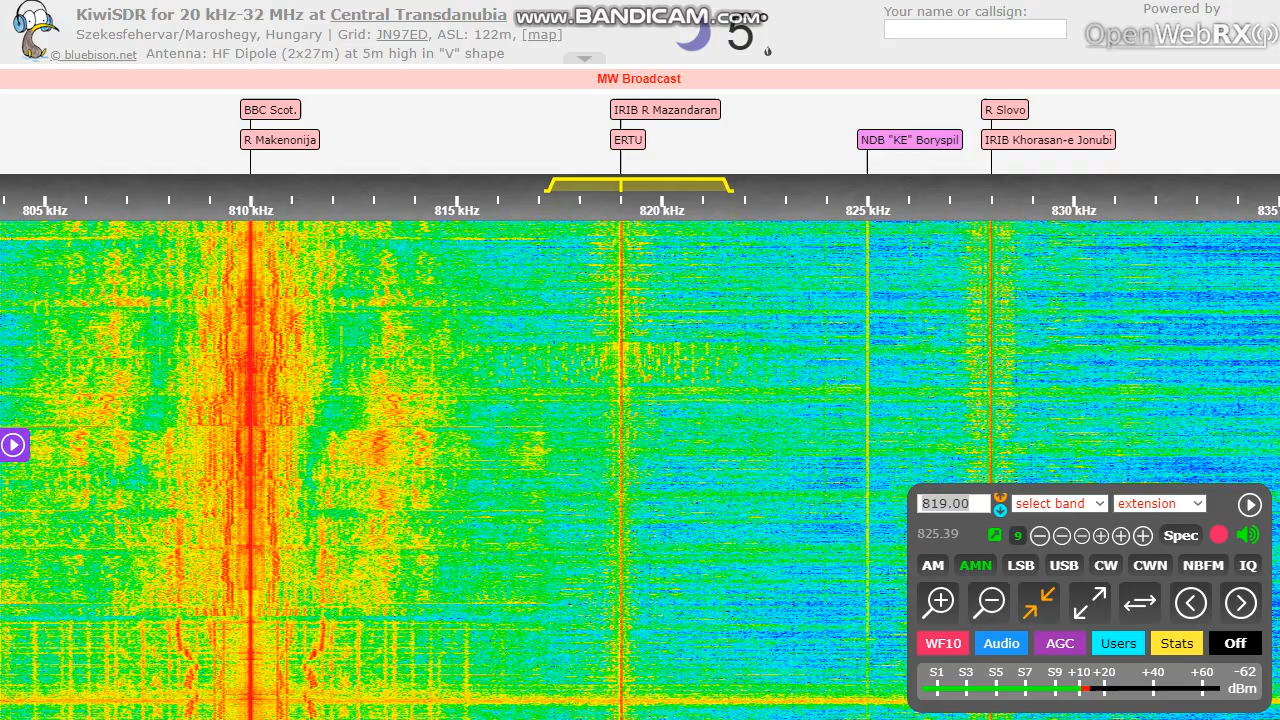 KiwiSDR for 20 kHz-32 MHz at Central Transdanubia
Szekesfehervar/Maroshegy, Hungary | Grid: JN97ED, ASL: 122m, [map]
© bluebison.net Antenna: HF Dipole (2x27m) at 5m high in "V" shape
www.BANDICAM.com
5
Your name or callsign:
Powered by
OpenWebRX
MW Broadcast
BBC Scot.
IRIB R Mazandaran
R Slovo
R Makenonija
ERTU
NDB "KE" Boryspil
IRIB Khorasan-e Jonubi
805 kHz 810 kHz 815 kHz 820 kHz 825 kHz 830 kHz 835
819.00 select band extension
825.39 9 Spec
AM AMN LSB USB CW CWN NBFM IQ
WF10 Audio AGC Users Stats Off
S1 S3 S5 S7 S9 +10 +20 +40 +60 -62
dBm